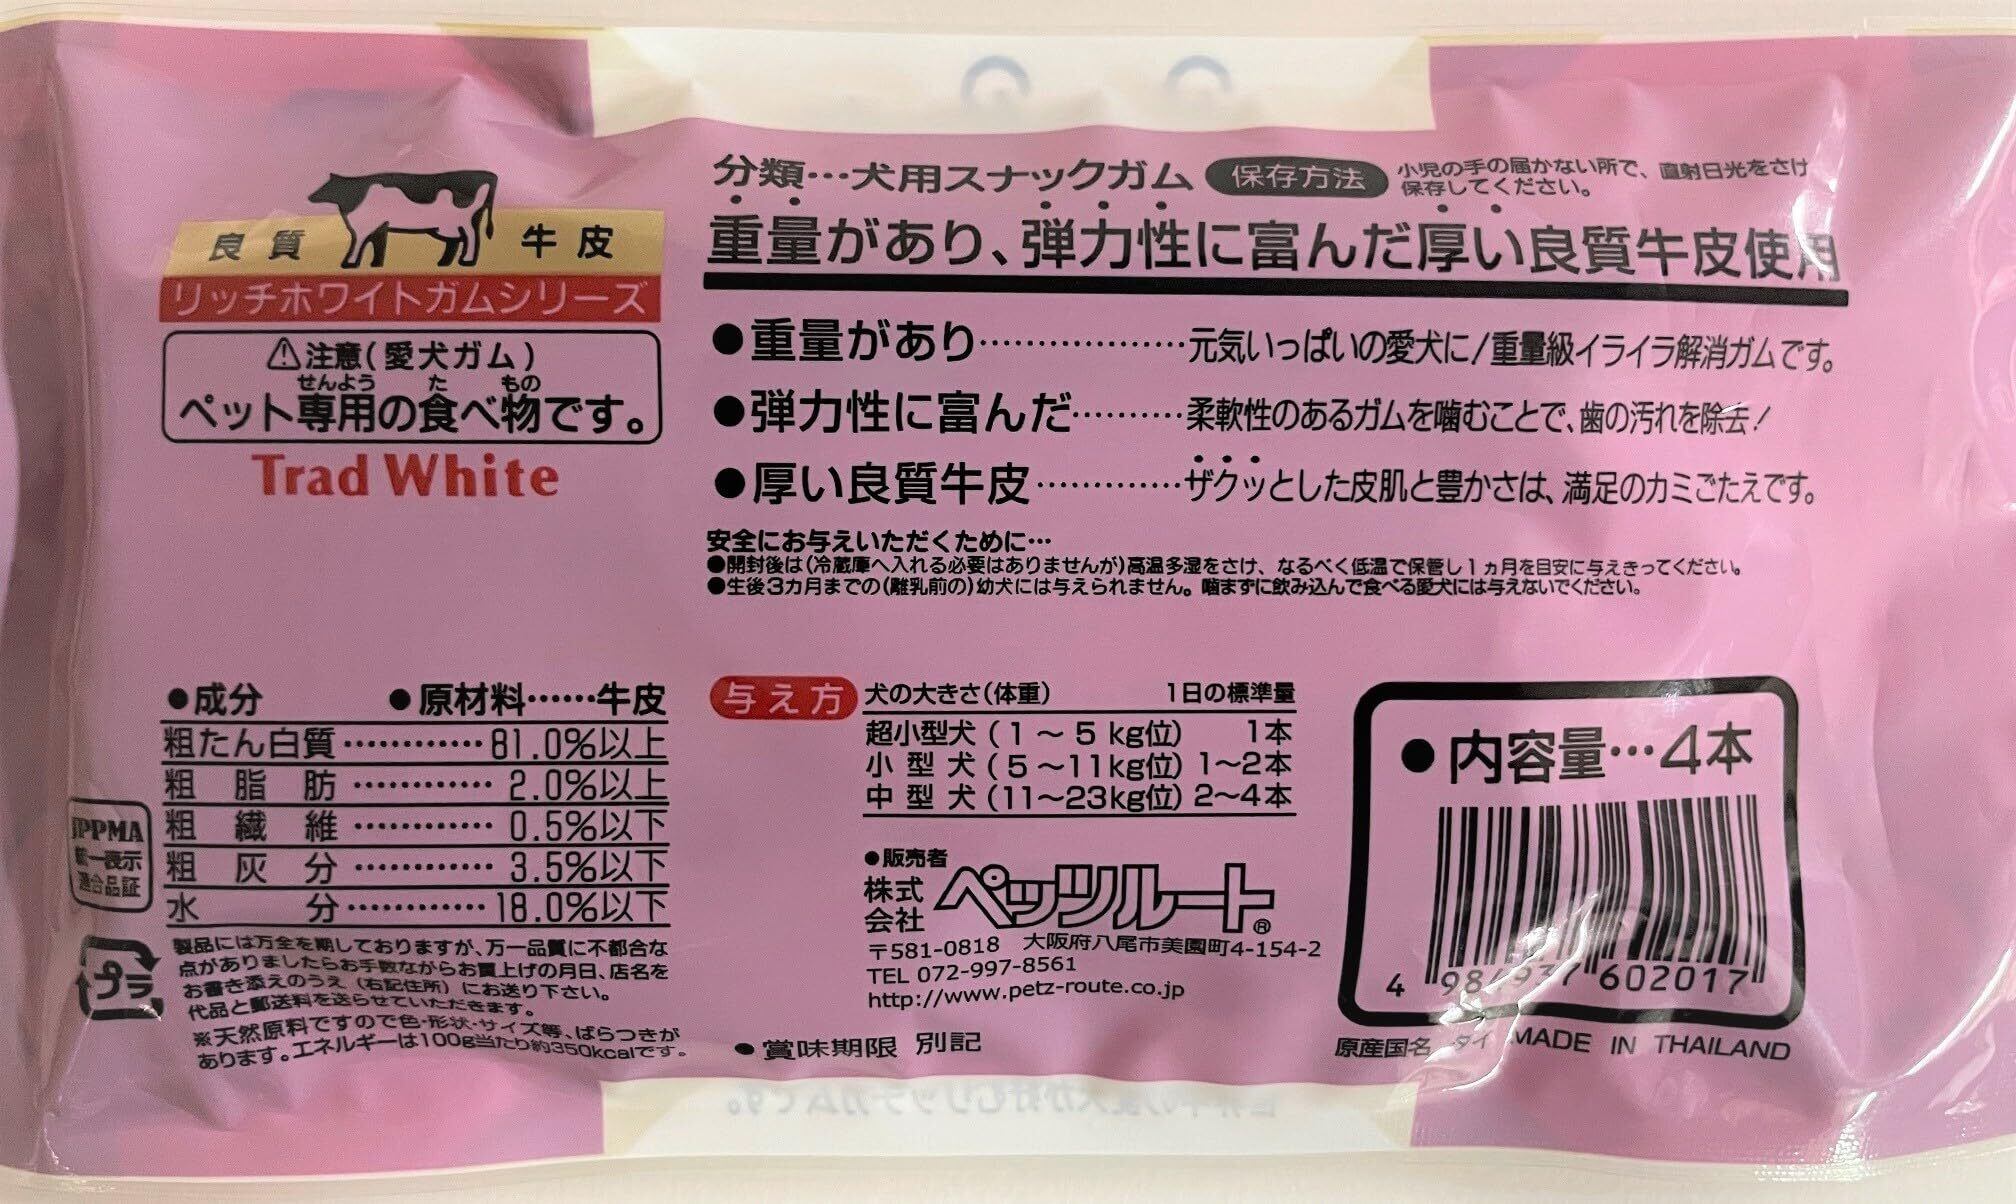 良質 牛皮
リッチホワイトガムシリーズ
⚠注意(愛犬ガム)
せんよう た もの
ペット専用の食べ物です。
Trad White
分類…犬用スナックガム 保存方法 小児の手の届かない所で、直射日光をさけ
保存してください。
重量があり、弾力性に富んだ厚い良質牛皮使用
●重量があり………………元気いっぱいの愛犬に!重量級イライラ解消ガムです。
●弾力性に富んだ………柔軟性のあるガムを噛むことで、歯の汚れを除去!
●厚い良質牛皮…………ザクッとした皮肌と豊かさは、満足のカミごたえです。
安全にお与えいただくために…
●開封後は(冷蔵庫へ入れる必要はありませんが)高温多湿をさけ、なるべく低温で保管し1ヵ月を目安に与えきってください。
●生後3カ月までの(離乳前の)幼犬には与えられません。噛まずに飲み込んで食べる愛犬には与えないでください。
●成分 ●原材料……牛皮
粗たん白質…………81.0%以上
粗脂肪…………2.0%以上
粗繊維…………0.5%以下
粗灰分…………3.5%以下
水分…………18.0%以下
JPPMA
統一表示
適合品証
プラ
製品には万全を期しておりますが、万一品質に不都合な
点がありましたらお手数ながらお買上げの月日、店名を
お書き添えのうえ(右記住所)にお送り下さい。
代品と郵送料を送らせていただきます。
※天然原料ですので色・形状・サイズ等、ばらつきが
あります。エネルギーは100g当たり約350kcalです。
与え方 犬の大きさ(体重) 1日の標準量
超小型犬(1~5kg位) 1本
小型犬(5~11kg位) 1~2本
中型犬(11~23kg位) 2~4本
●販売者
株式会社 ペッツルート®
〒581-0818 大阪府八尾市美園町4-154-2
TEL 072-997-8561
http://www.petz-route.co.jp
●賞味期限 別記
●内容量…4本
4 984937 602017
原産国名 タイ MADE IN THAILAND